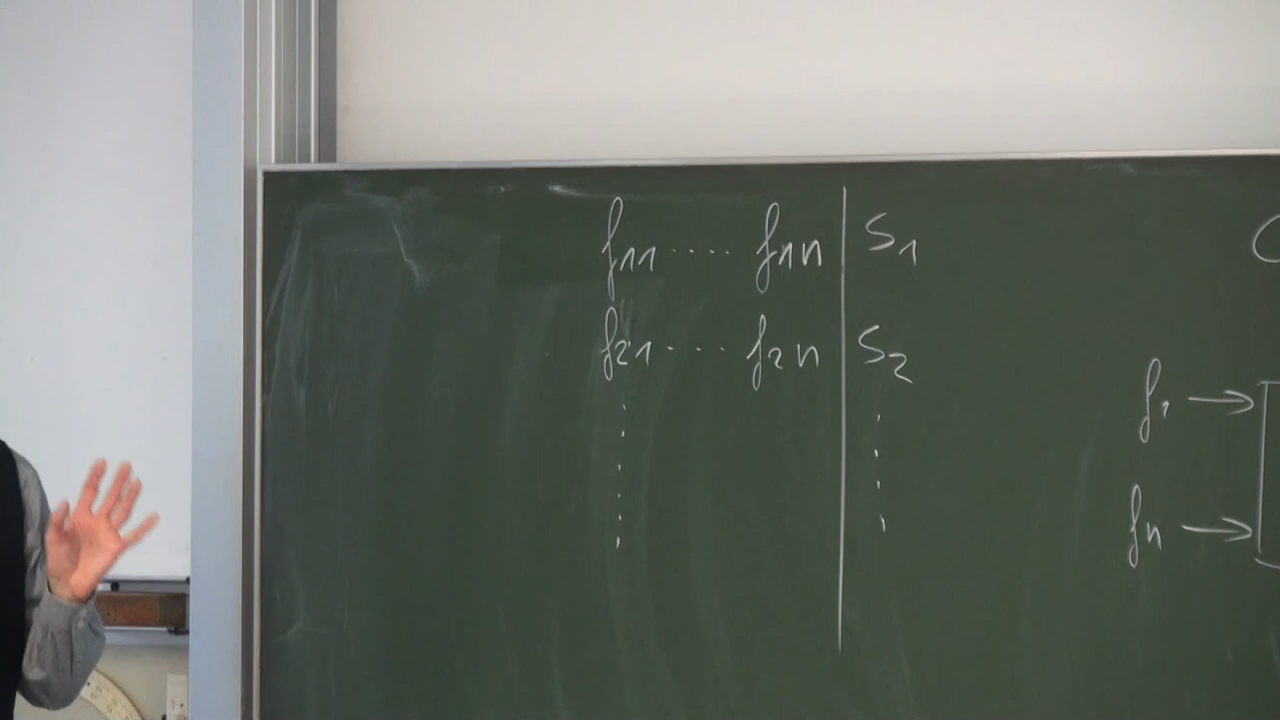 f11 .... f1n | S1
f21 .... f2n | S2
f1 →
fn →